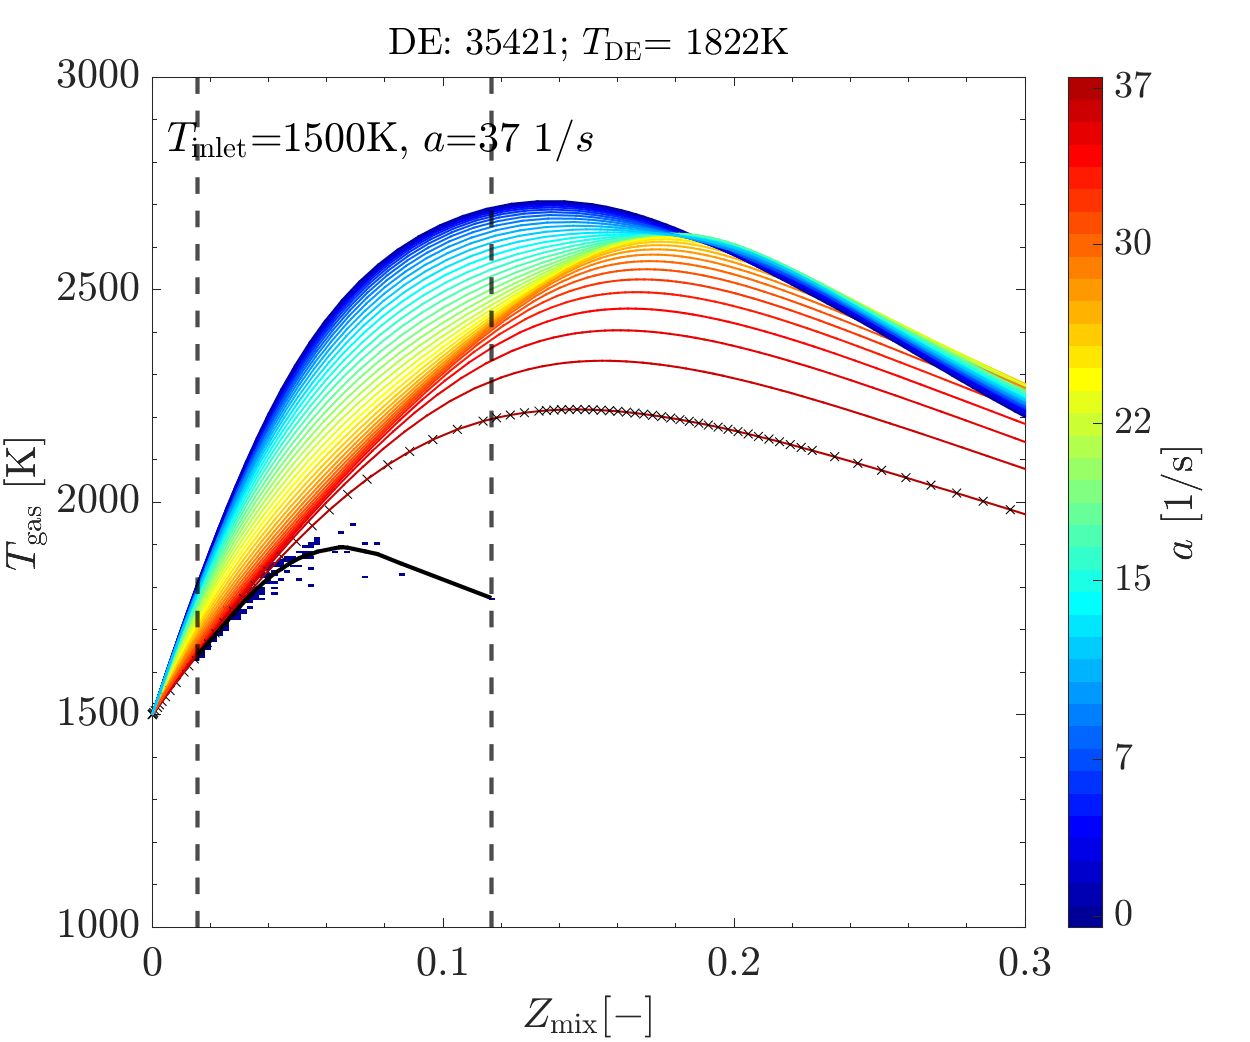 DE: 35421; T_DE= 1822K
T_inlet=1500K, a=37 1/s
3000
2500
2000
1500
1000
T_gas [K]
0 0.1 0.2 0.3
Z_mix[−]
37
30
22
15
7
0
a [1/s]